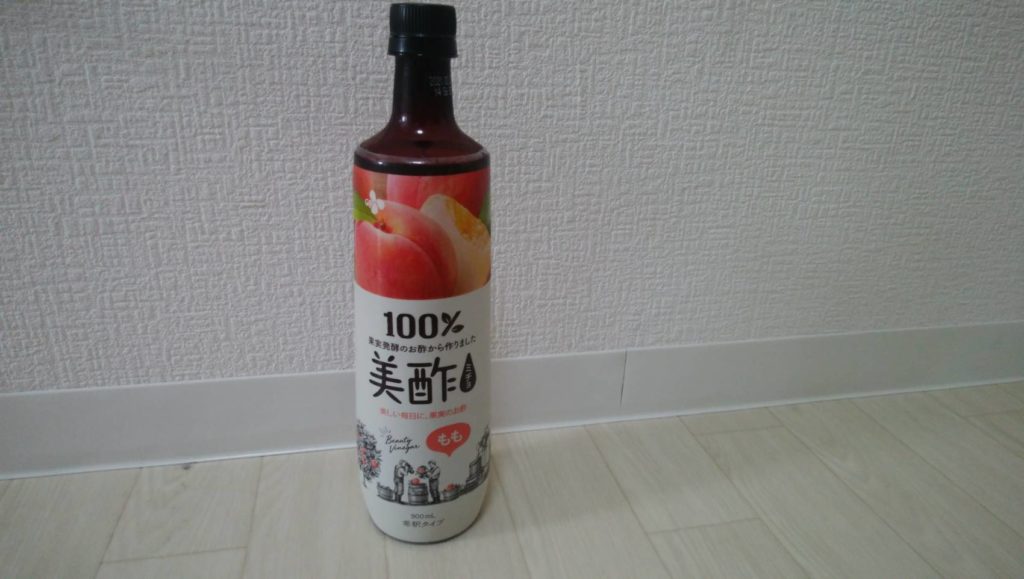 100%
果実発酵のお酢から作りました
美酢
ミチョ
美しい毎日に、果実のお酢
Beauty
Vinegar
もも
900mL
希釈タイプ